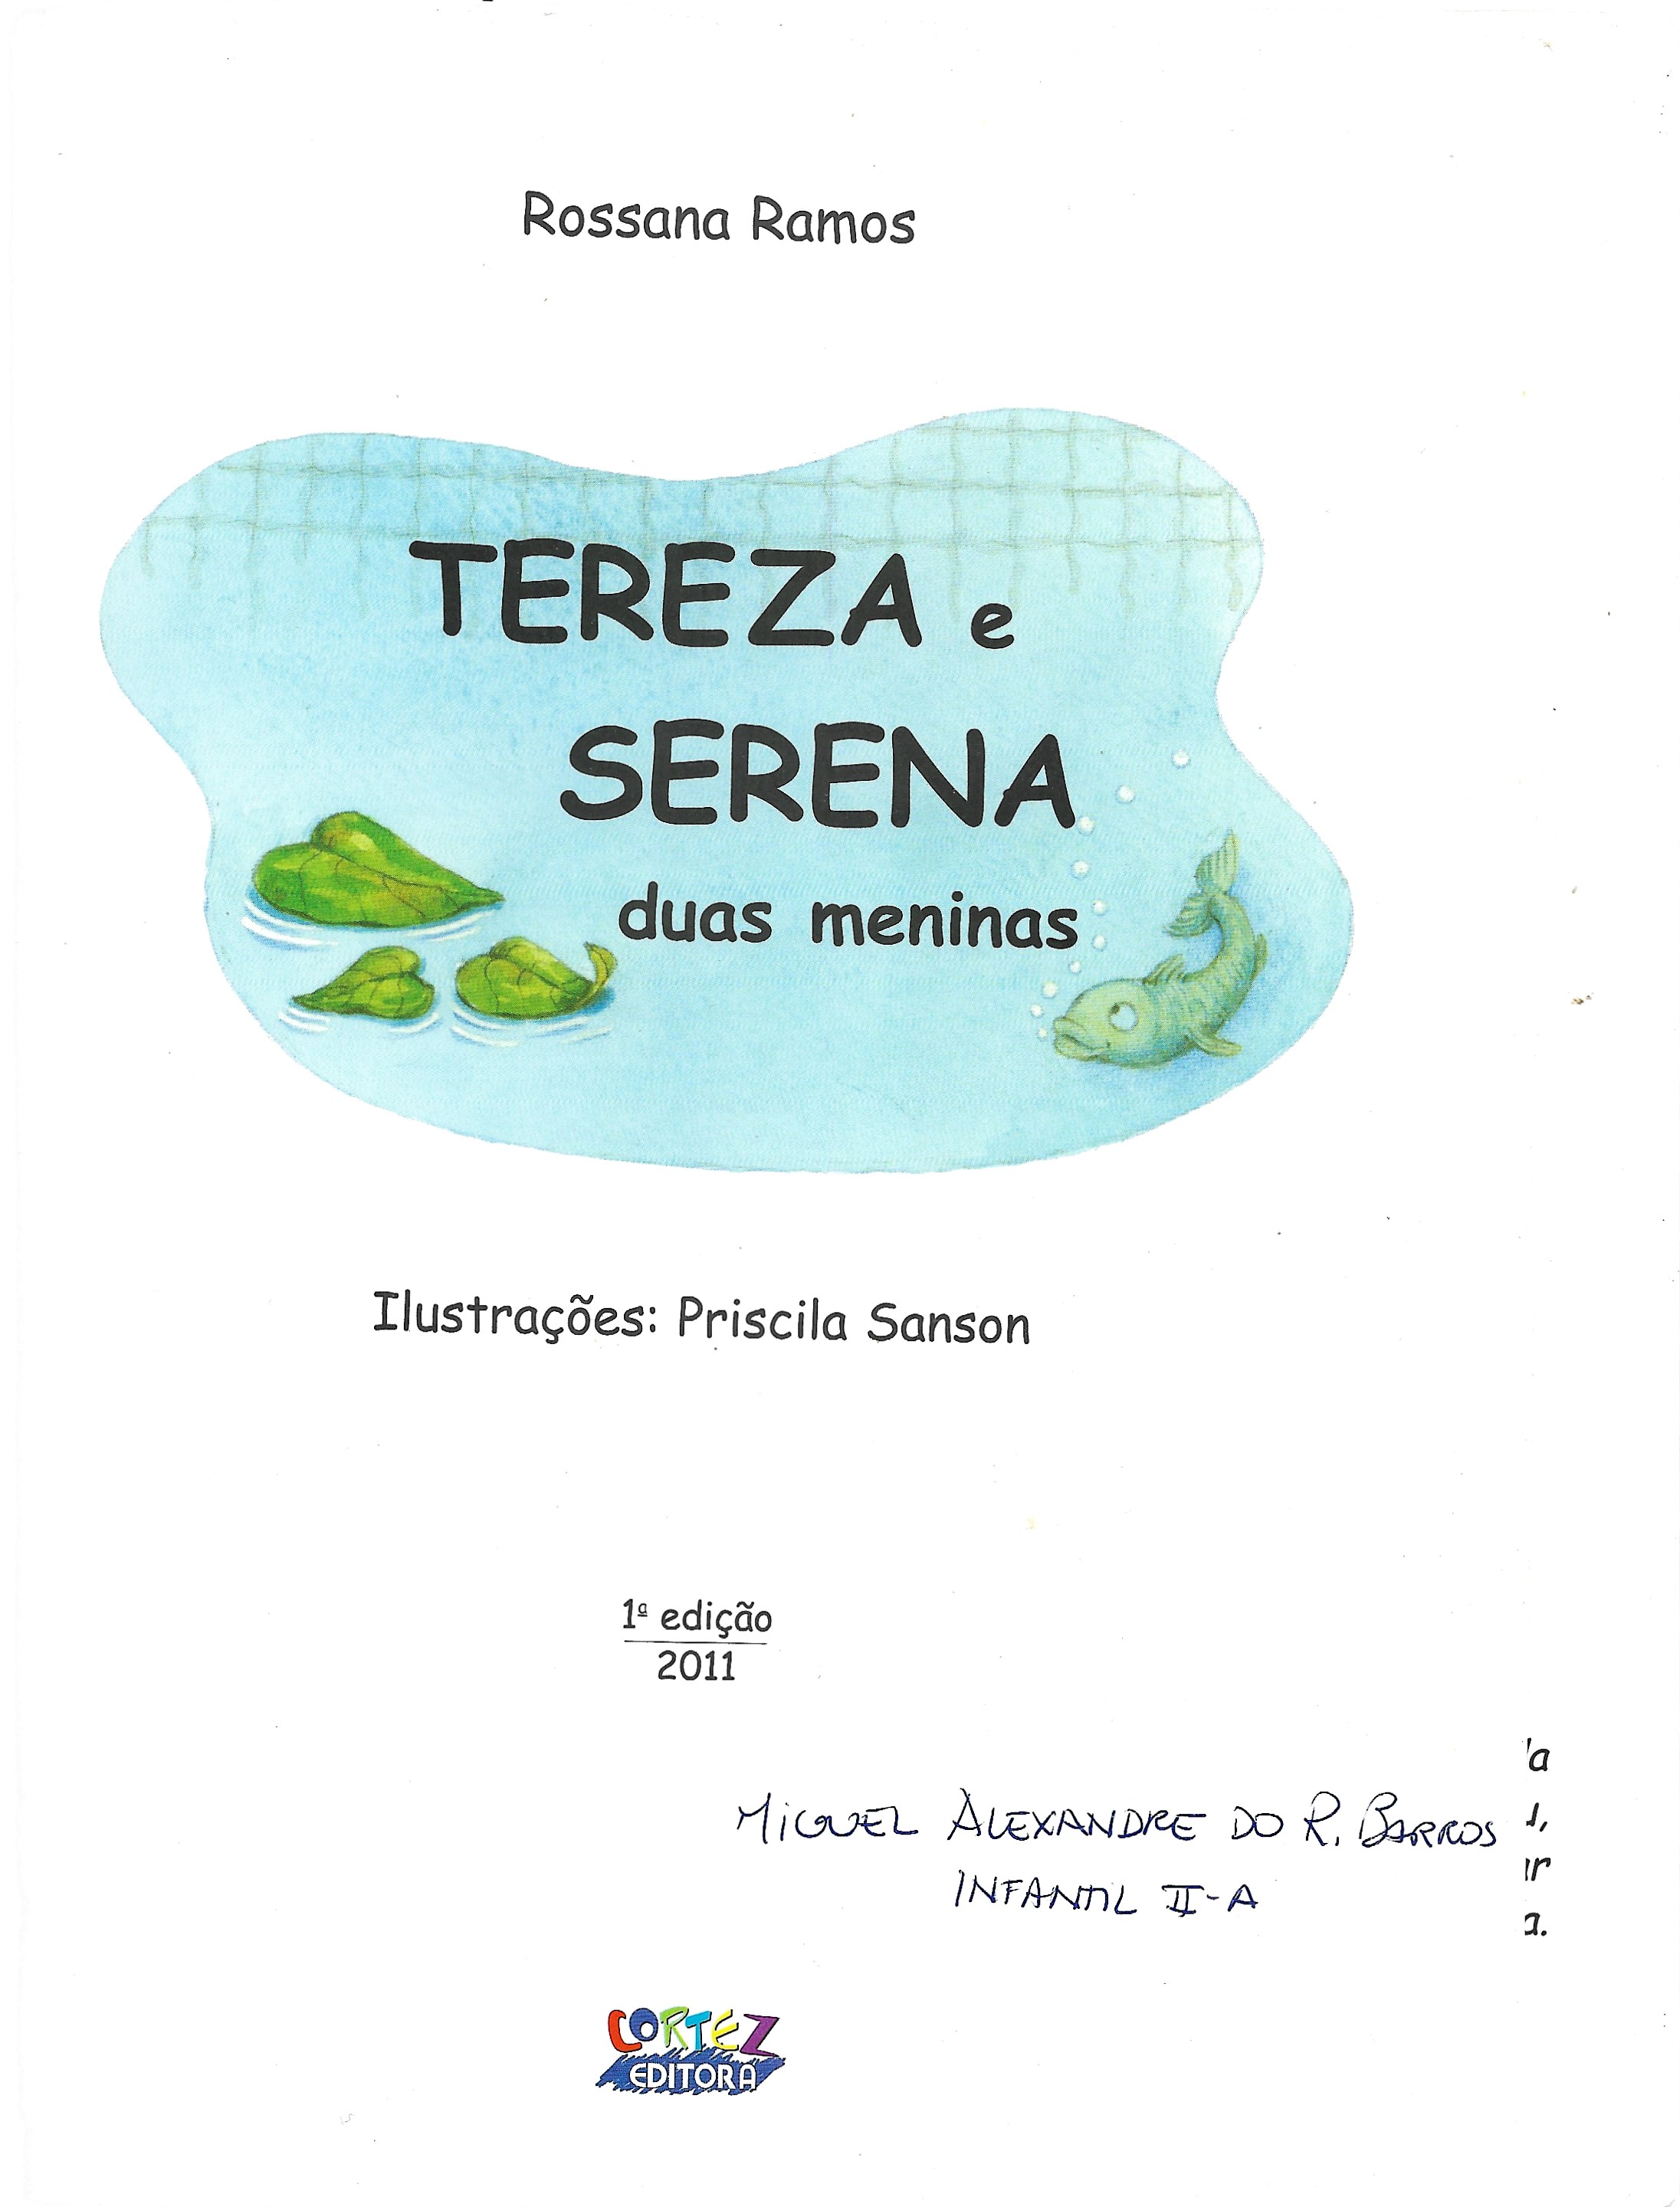 Rossana Ramos
TEREZA e
SERENA
duas meninas
Ilustrações: Priscila Sanson
1ª edição
2011
MIGUEL ALEXANDRE DO R. BARROS
INFANTIL II-A
CORTEZ
EDITORA